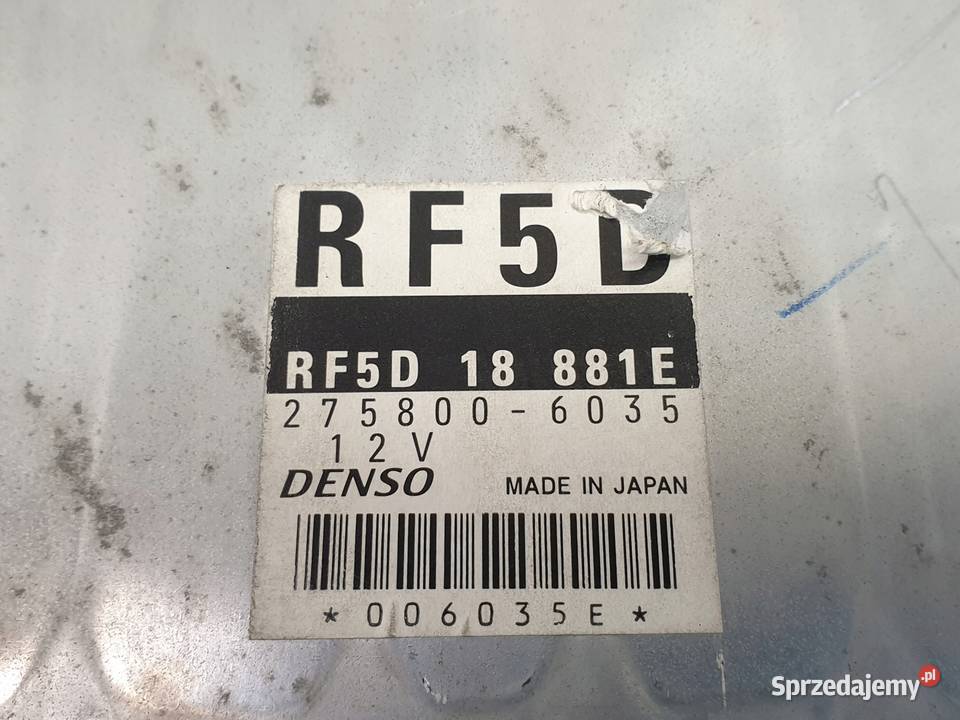 RF5D
RF5D 18 881E
275800-6035
12V
DENSO MADE IN JAPAN
*006035E*
Sprzedajemy.pl